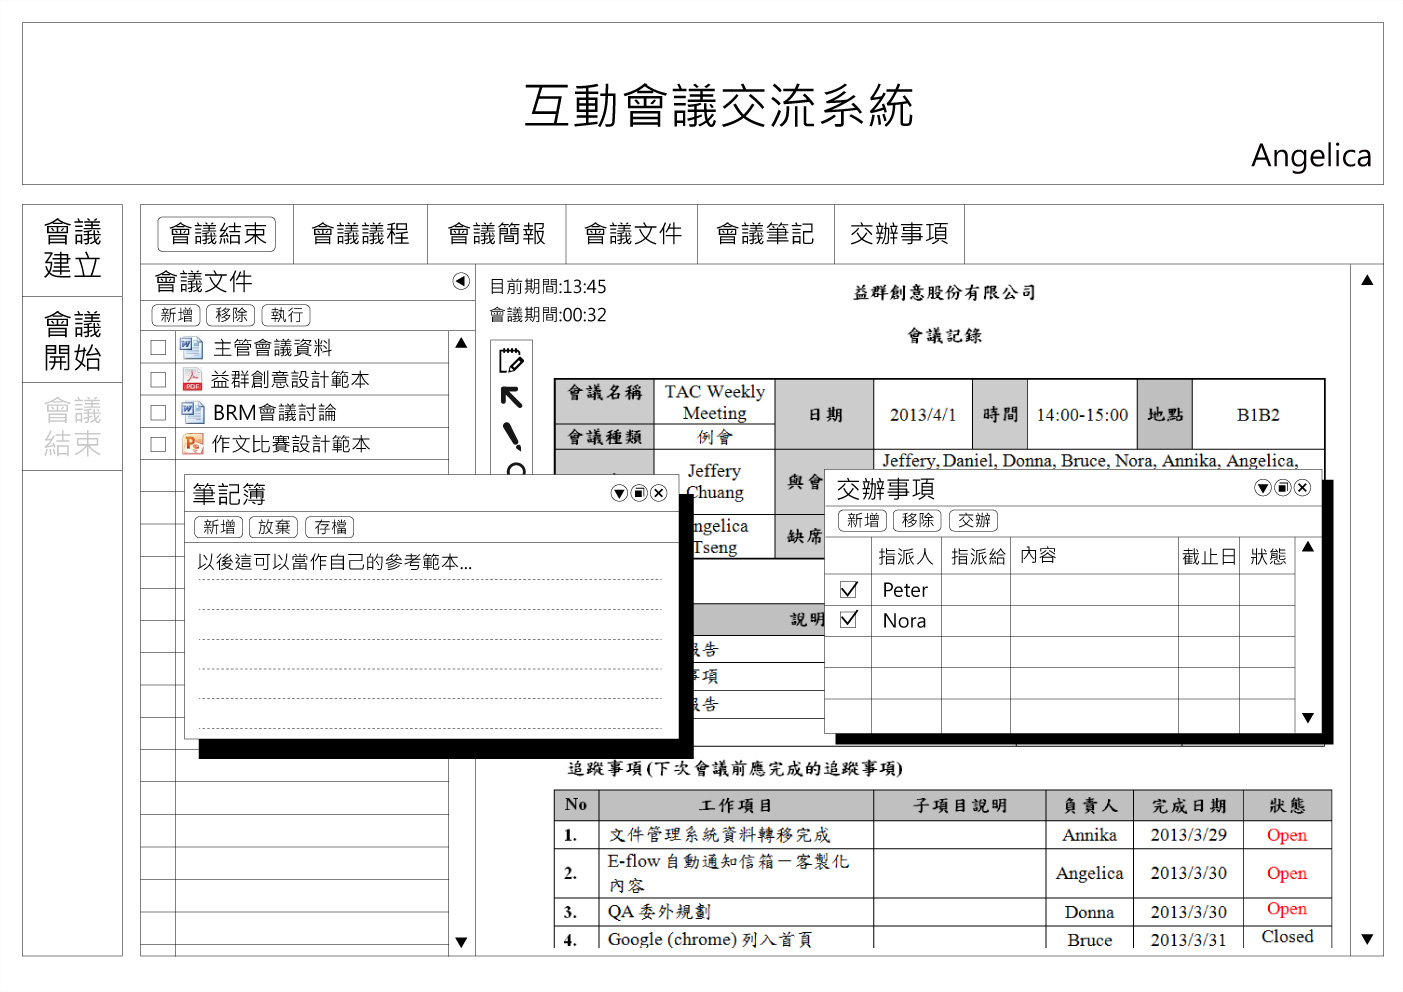 互動會議交流系統
Angelica
會議
建立
會議
開始
會議
結束
會議結束
會議議程
會議簡報
會議文件
會議筆記
交辦事項
會議文件
新增
移除
執行
主管會議資料
益群創意設計範本
BRM會議討論
作文比賽設計範本
目前期間:13:45
會議期間:00:32
益群創意股份有限公司
會議記錄
會議名稱
TAC Weekly
Meeting
日期
2013/4/1
時間
14:00-15:00
地點
B1B2
會議種類
例會
Jeffery
Chuang
與會
Jeffery, Daniel, Donna, Bruce, Nora, Annika, Angelica,
ngelica
Tseng
缺席
說明
報告
事項
報告
筆記簿
新增
放棄
存檔
以後這可以當作自己的參考範本...
交辦事項
新增
移除
交辦
指派人
指派給
內容
截止日
狀態
Peter
Nora
追蹤事項(下次會議前應完成的追蹤事項)
No
工作項目
子項目說明
負責人
完成日期
狀態
1.
文件管理系統資料轉移完成
Annika
2013/3/29
Open
2.
E-flow 自動通知信箱－客製化
內容
Angelica
2013/3/30
Open
3.
QA 委外規劃
Donna
2013/3/30
Open
4.
Google (chrome) 列入首頁
Bruce
2013/3/31
Closed